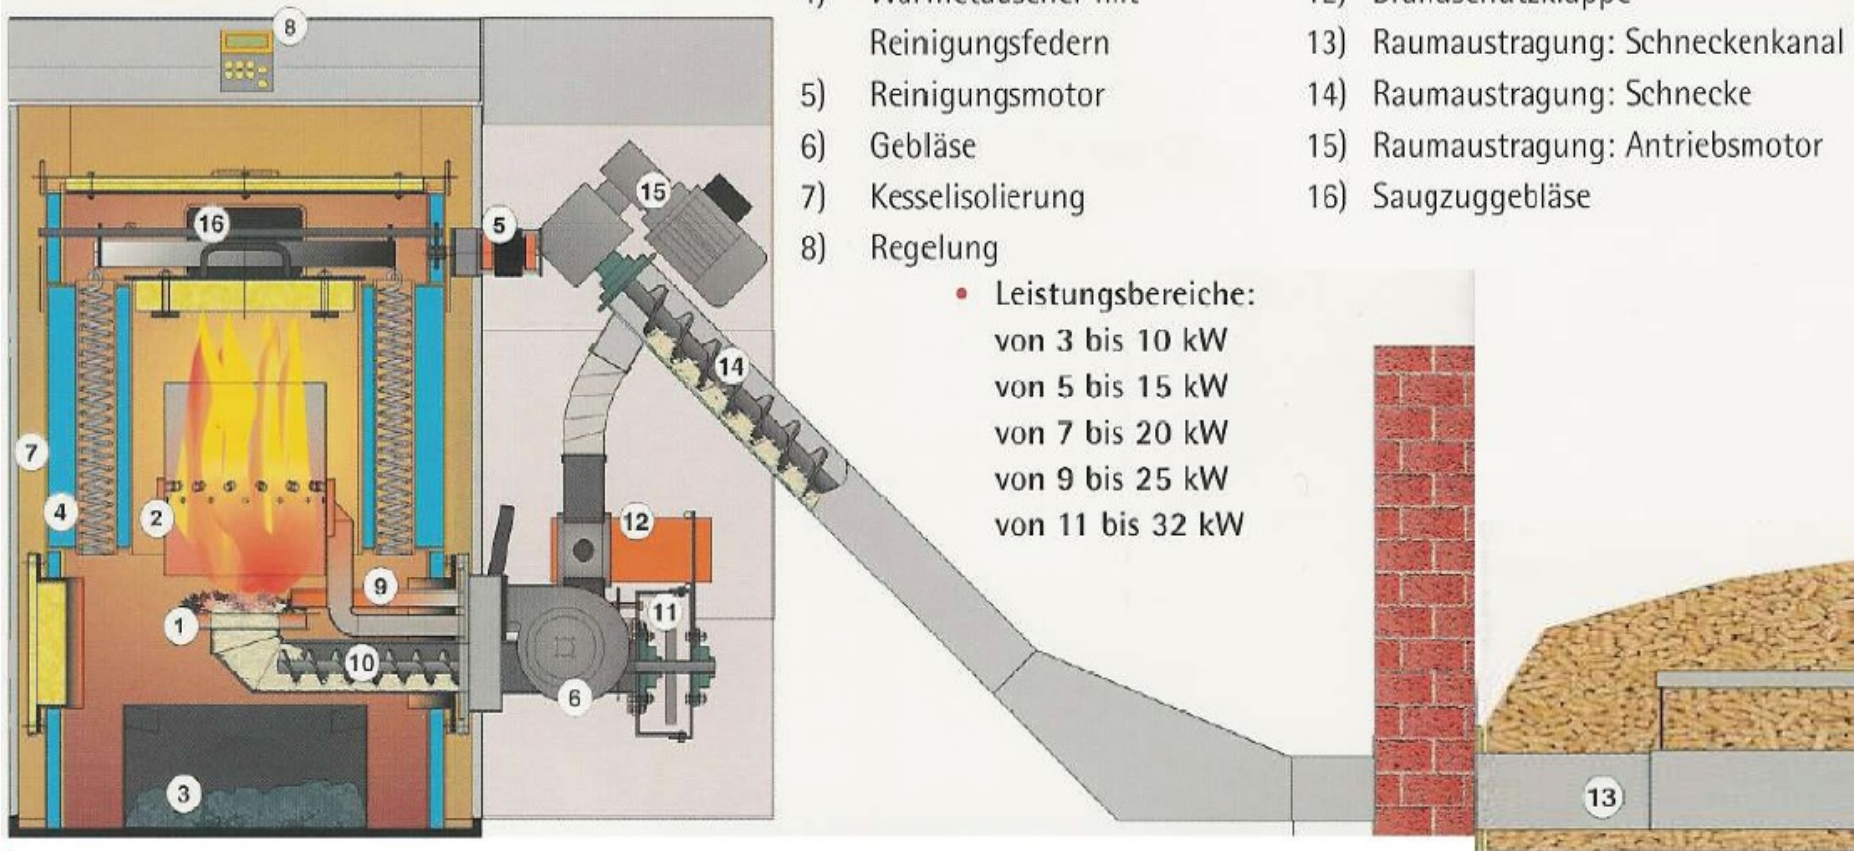 Reinigungsfedern
5) Reinigungsmotor
6) Gebläse
7) Kesselisolierung
8) Regelung
13) Raumaustragung: Schneckenkanal
14) Raumaustragung: Schnecke
15) Raumaustragung: Antriebsmotor
16) Saugzuggebläse
• Leistungsbereiche:
von 3 bis 10 kW
von 5 bis 15 kW
von 7 bis 20 kW
von 9 bis 25 kW
von 11 bis 32 kW
8
16
5
15
14
7
4
2
12
9
11
1
10
6
3
13